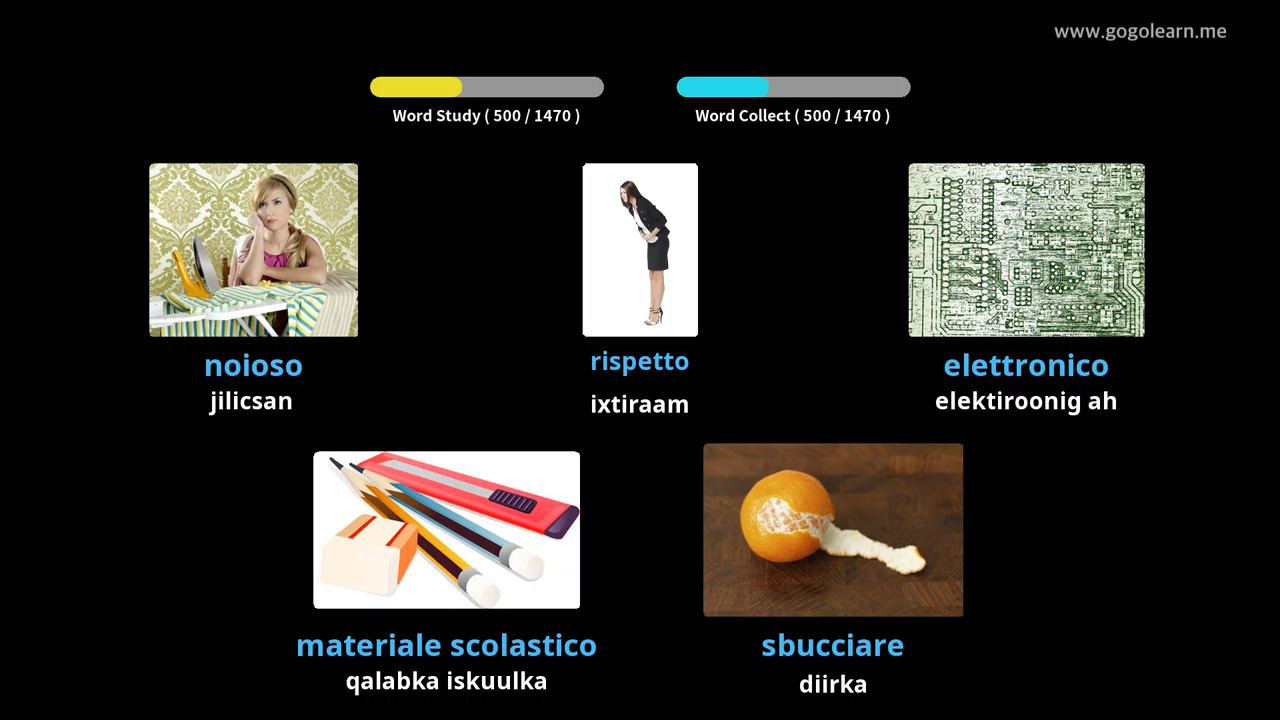 www.gogolearn.me
Word Study ( 500 / 1470 )
Word Collect ( 500 / 1470 )
noioso
jilicsan
rispetto
ixtiraam
elettronico
elektiroonig ah
materiale scolastico
qalabka iskuulka
sbucciare
diirka